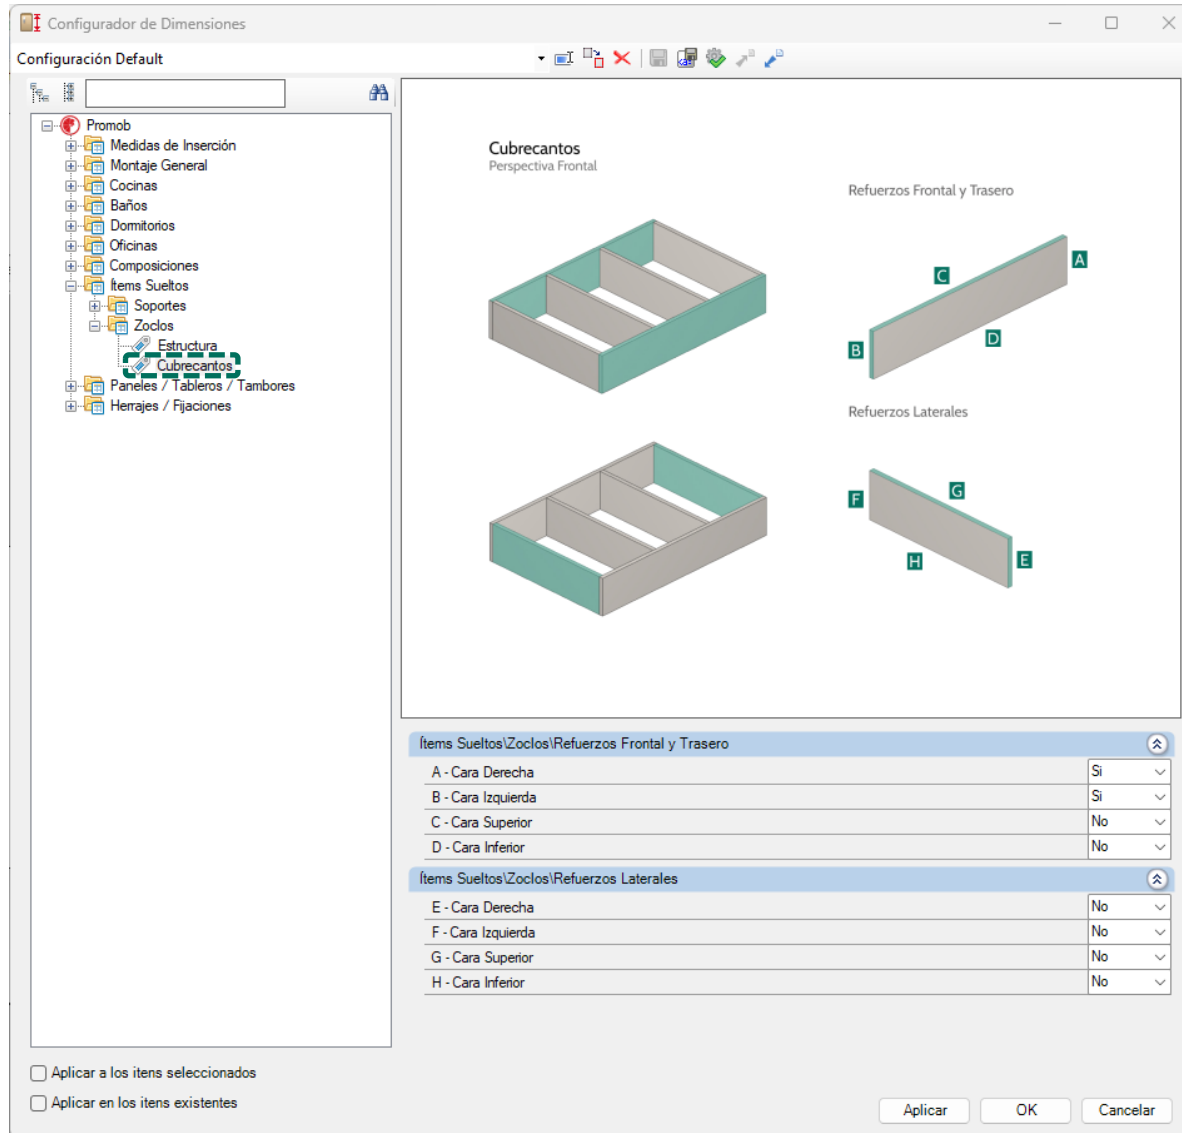 Configurador de Dimensiones
Configuración Default
Promob
Medidas de Inserción
Montaje General
Cocinas
Baños
Dormitorios
Oficinas
Composiciones
Ítems Sueltos
Soportes
Zoclos
Estructura
Cubrecantos
Paneles / Tableros / Tambores
Herrajes / Fijaciones
Cubrecantos
Perspectiva Frontal
Refuerzos Frontal y Trasero
A
C
D
B
Refuerzos Laterales
G
F
H
E
Ítems Sueltos\Zoclos\Refuerzos Frontal y Trasero
A - Cara Derecha Si
B - Cara Izquierda Si
C - Cara Superior No
D - Cara Inferior No
Ítems Sueltos\Zoclos\Refuerzos Laterales
E - Cara Derecha No
F - Cara Izquierda No
G - Cara Superior No
H - Cara Inferior No
Aplicar a los itens seleccionados
Aplicar en los itens existentes
Aplicar OK Cancelar